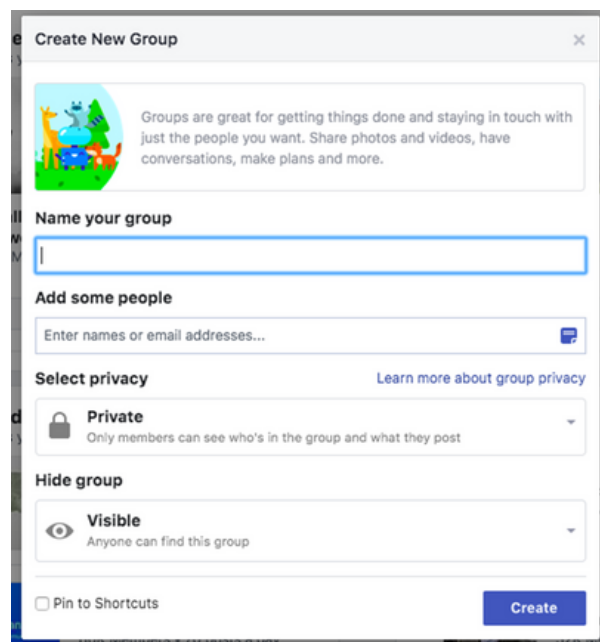 Create New Group
Groups are great for getting things done and staying in touch with
just the people you want. Share photos and videos, have
conversations, make plans and more.
Name your group
Add some people
Enter names or email addresses...
Select privacy
Learn more about group privacy
Private
Only members can see who's in the group and what they post
Hide group
Visible
Anyone can find this group
Pin to Shortcuts
Create